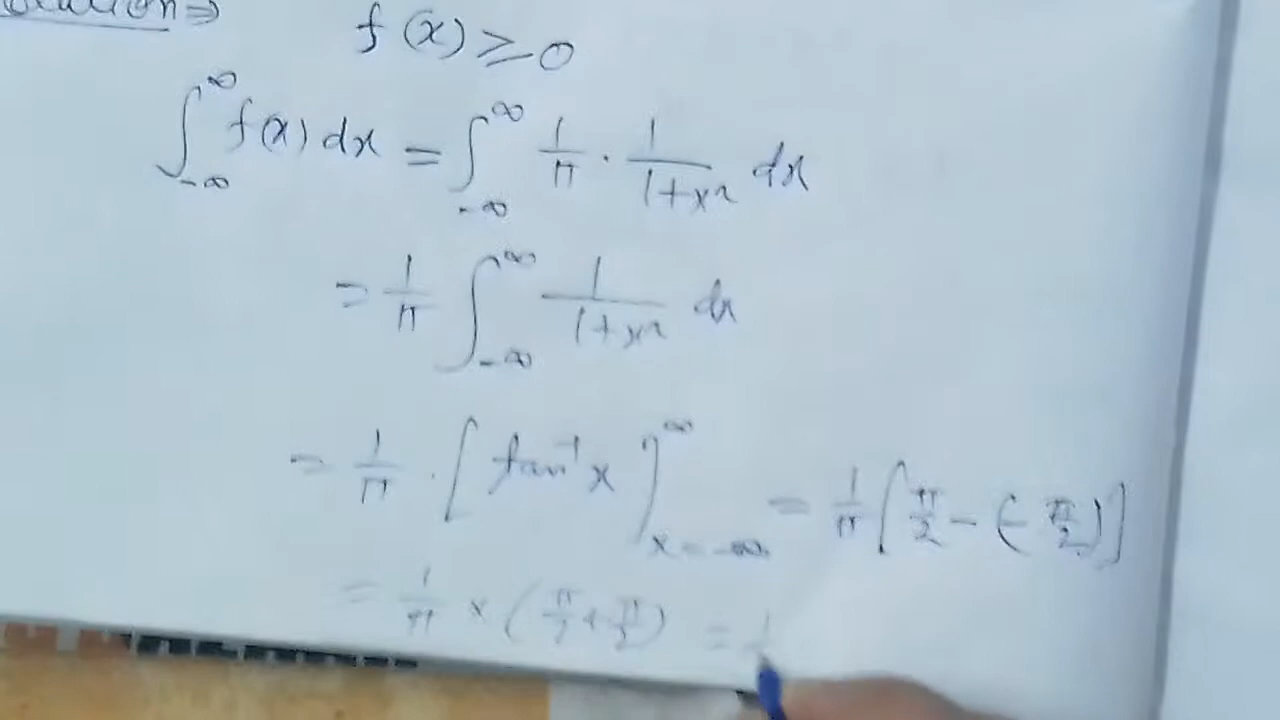 Solution ⇒ f(x) ≥ 0
∫_{-∞}^{∞} f(x) dx = ∫_{-∞}^{∞} 1/π · 1/(1+x²) dx
= 1/π ∫_{-∞}^{∞} 1/(1+x²) dx
= 1/π · [tan⁻¹ x]_{x=-∞}^{∞} = 1/π [π/2 - (-π/2)]
= 1/π × (π/2 + π/2) = 1